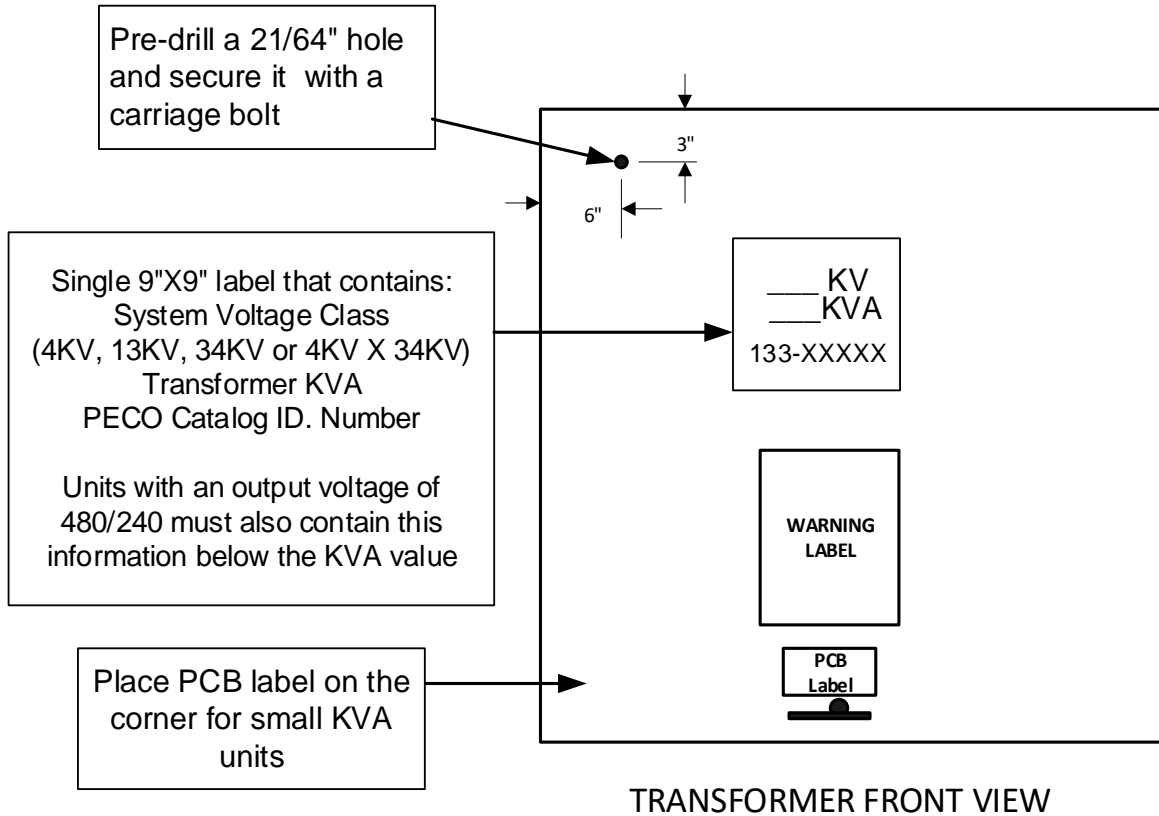 Pre-drill a 21/64" hole
and secure it with a
carriage bolt
3"
6"
Single 9"X9" label that contains:
System Voltage Class
(4KV, 13KV, 34KV or 4KV X 34KV)
Transformer KVA
PECO Catalog ID. Number
Units with an output voltage of
480/240 must also contain this
information below the KVA value
___ KV
___KVA
133-XXXXX
WARNING
LABEL
Place PCB label on the
corner for small KVA
units
PCB
Label
TRANSFORMER FRONT VIEW